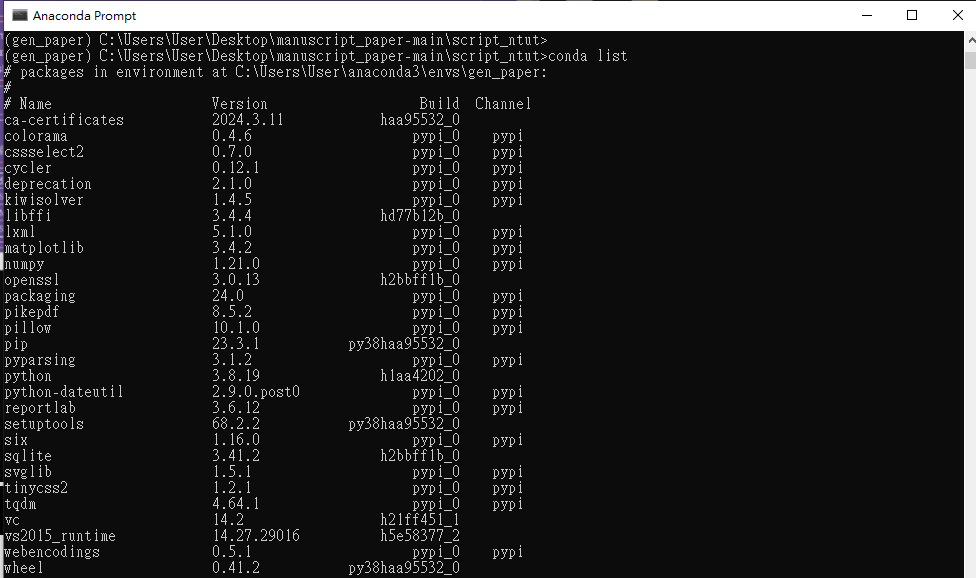 Anaconda Prompt
(gen_paper) C:\Users\User\Desktop\manuscript_paper-main\script_ntut>
(gen_paper) C:\Users\User\Desktop\manuscript_paper-main\script_ntut>conda list
# packages in environment at C:\Users\User\anaconda3\envs\gen_paper:
#
# Name Version Build Channel
ca-certificates 2024.3.11 haa95532_0
colorama 0.4.6 pypi_0 pypi
cssselect2 0.7.0 pypi_0 pypi
cycler 0.12.1 pypi_0 pypi
deprecation 2.1.0 pypi_0 pypi
kiwisolver 1.4.5 pypi_0 pypi
libffi 3.4.4 hd77b12b_0
lxml 5.1.0 pypi_0 pypi
matplotlib 3.4.2 pypi_0 pypi
numpy 1.21.0 pypi_0 pypi
openssl 3.0.13 h2bbff1b_0
packaging 24.0 pypi_0 pypi
pikepdf 8.5.2 pypi_0 pypi
pillow 10.1.0 pypi_0 pypi
pip 23.3.1 py38haa95532_0
pyparsing 3.1.2 pypi_0 pypi
python 3.8.19 h1aa4202_0
python-dateutil 2.9.0.post0 pypi_0 pypi
reportlab 3.6.12 pypi_0 pypi
setuptools 68.2.2 py38haa95532_0
six 1.16.0 pypi_0 pypi
sqlite 3.41.2 h2bbff1b_0
svglib 1.5.1 pypi_0 pypi
tinycss2 1.2.1 pypi_0 pypi
tqdm 4.64.1 pypi_0 pypi
vc 14.2 h21ff451_1
vs2015_runtime 14.27.29016 h5e58377_2
webencodings 0.5.1 pypi_0 pypi
wheel 0.41.2 py38haa95532_0